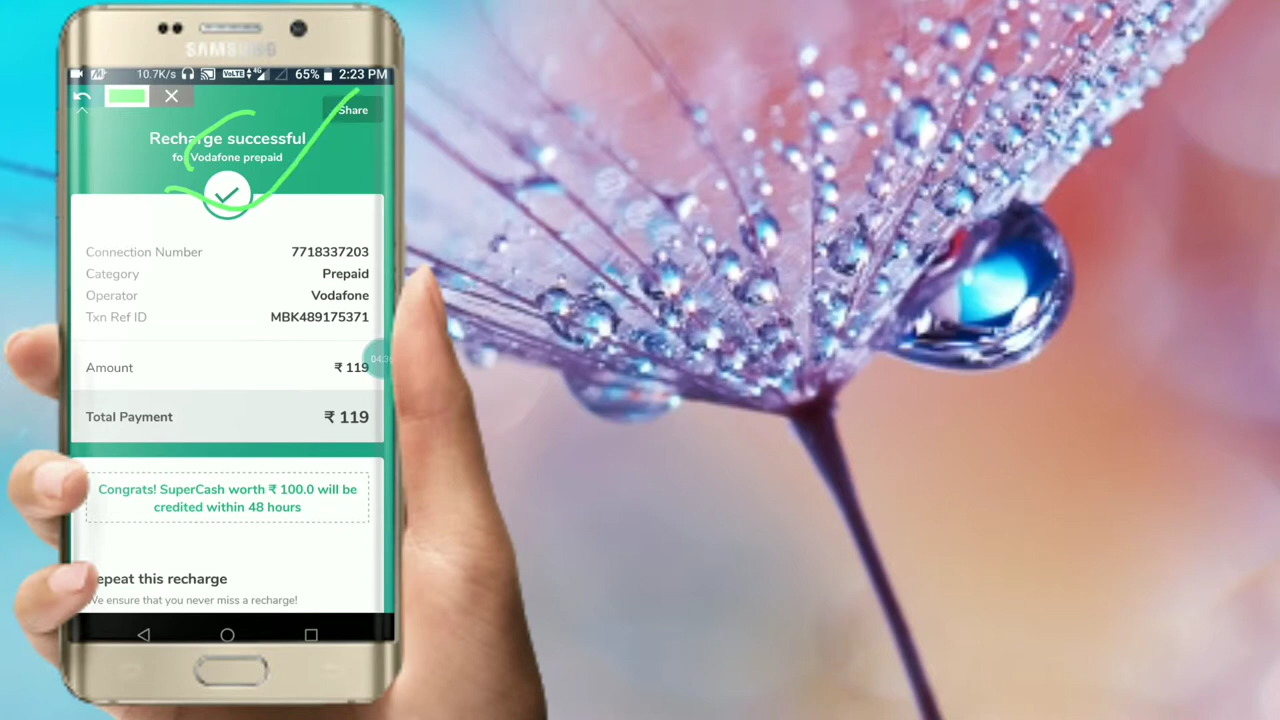 SAMSUNG
10.7K/s VoLTE 4G 65% 2:23 PM
Share
Recharge successful
for Vodafone prepaid
Connection Number 7718337203
Category Prepaid
Operator Vodafone
Txn Ref ID MBK489175371
Amount ₹ 119
Total Payment ₹ 119
Congrats! SuperCash worth ₹ 100.0 will be
credited within 48 hours
epeat this recharge
We ensure that you never miss a recharge!